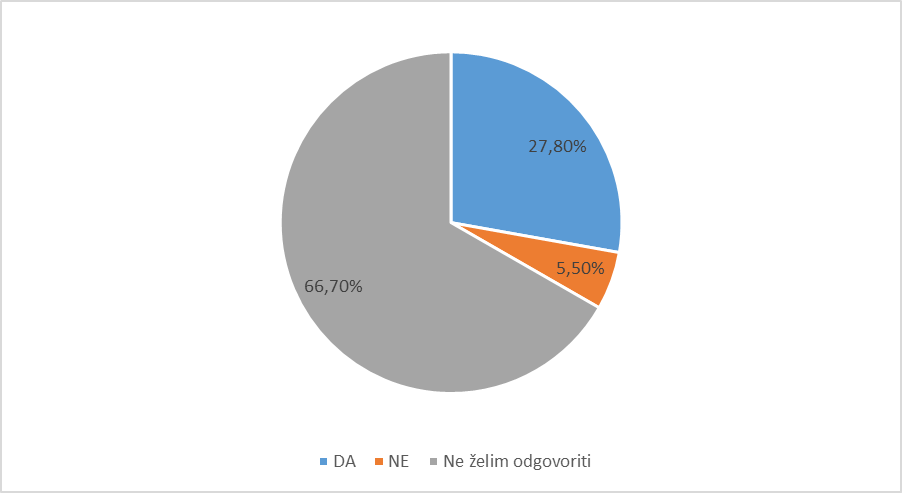 27,80%
5,50%
66,70%
DA NE Ne želim odgovoriti